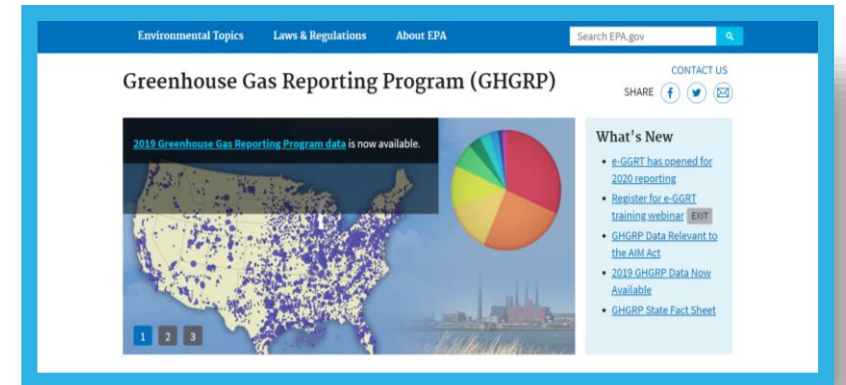 Environmental Topics Laws & Regulations About EPA Search EPA.gov
CONTACT US
Greenhouse Gas Reporting Program (GHGRP)
SHARE
2019 Greenhouse Gas Reporting Program data is now available.
1 2 3
What's New
e-GGRT has opened for
2020 reporting
Register for e-GGRT
training webinar EXIT
GHGRP Data Relevant to
the AIM Act
2019 GHGRP Data Now
Available
GHGRP State Fact Sheet